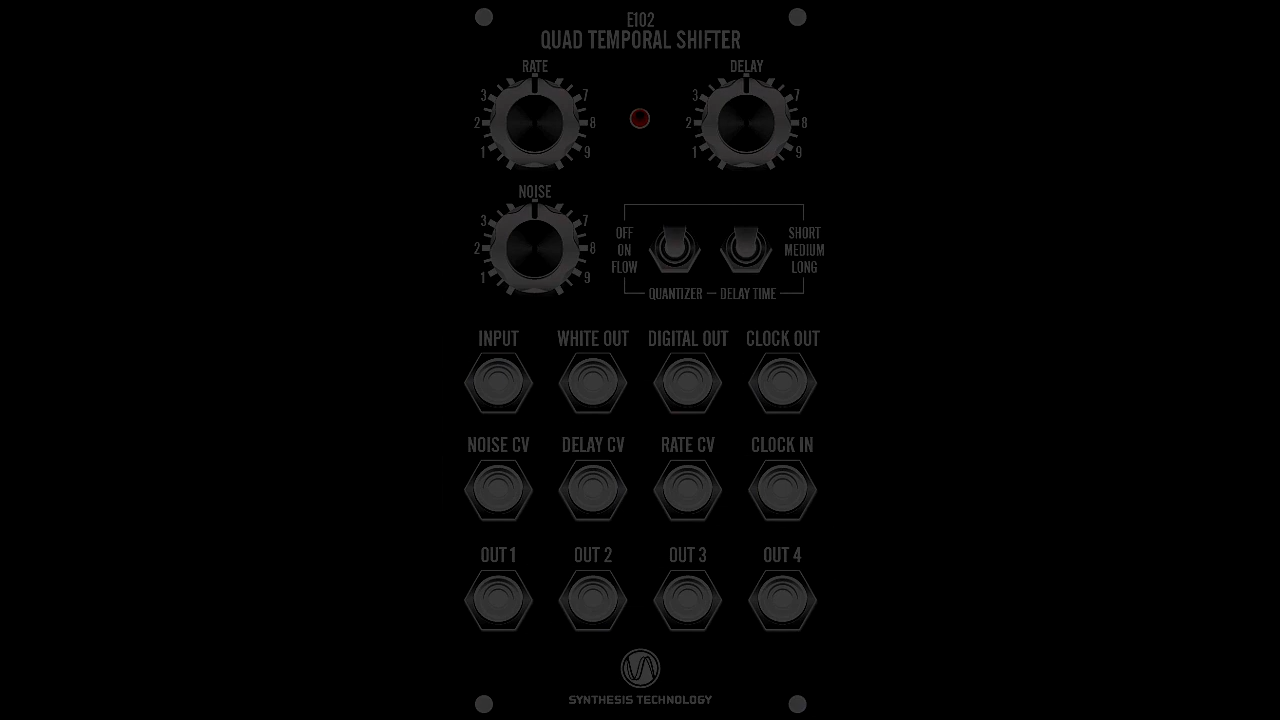 E102
QUAD TEMPORAL SHIFTER
RATE
DELAY
3 7
2 8
1 9
3 7
2 8
1 9
NOISE
3 7
2 8
1 9
OFF
ON
FLOW
SHORT
MEDIUM
LONG
QUANTIZER
DELAY TIME
INPUT WHITE OUT DIGITAL OUT CLOCK OUT
NOISE CV DELAY CV RATE CV CLOCK IN
OUT 1 OUT 2 OUT 3 OUT 4
SYNTHESIS TECHNOLOGY